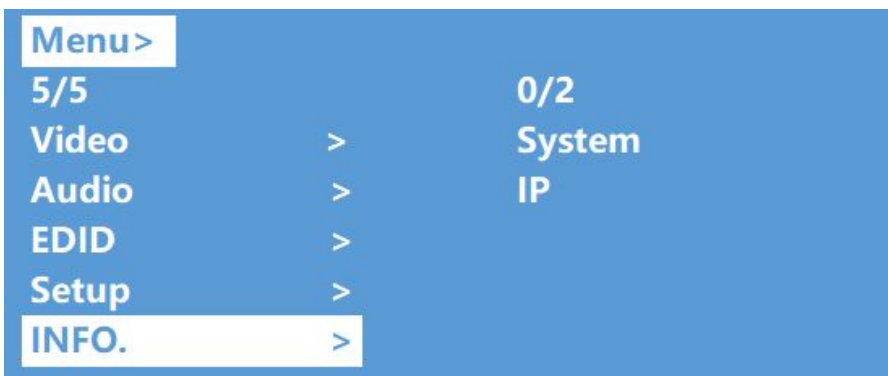 Menu>
5/5 0/2
Video > System
Audio > IP
EDID >
Setup >
INFO. >